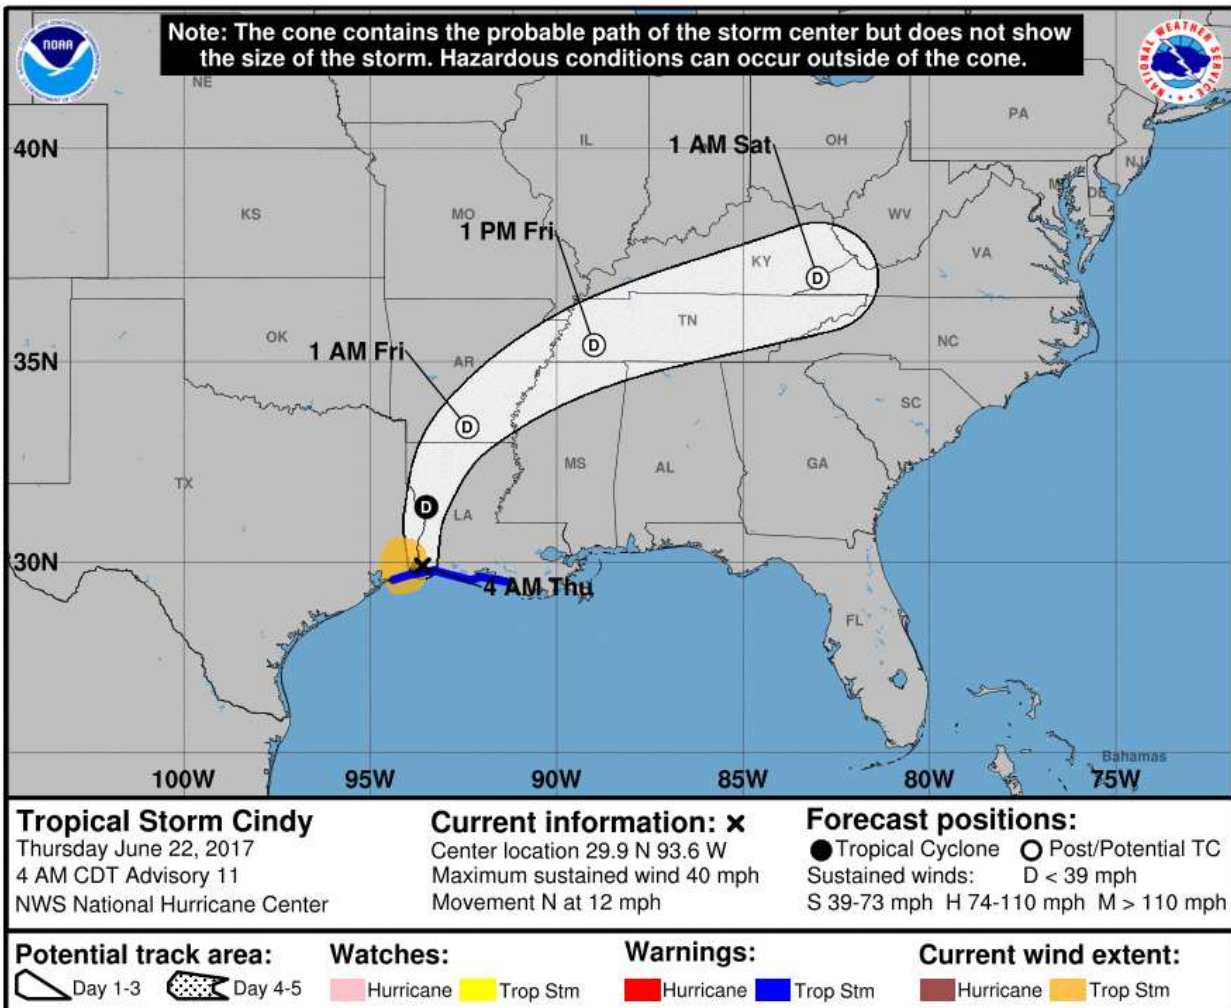 Note: The cone contains the probable path of the storm center but does not show
the size of the storm. Hazardous conditions can occur outside of the cone.
NOAA
NATIONAL WEATHER SERVICE
NE
PA
40N
IL
1 AM Sat
OH
NJ
DE
KS
MO
WV
1 PM Fri
KY
VA
OK
TN
1 AM Fri
AR
35N
NC
SC
MS
AL
GA
TX
LA
D
D
D
D
30N
4 AM Thu
FL
Bahamas
100W 95W 90W 85W 80W 75W
Tropical Storm Cindy
Thursday June 22, 2017
4 AM CDT Advisory 11
NWS National Hurricane Center
Current information: x
Center location 29.9 N 93.6 W
Maximum sustained wind 40 mph
Movement N at 12 mph
Forecast positions:
Tropical Cyclone Post/Potential TC
Sustained winds: D < 39 mph
S 39-73 mph H 74-110 mph M > 110 mph
Potential track area:
Day 1-3 Day 4-5
Watches:
Hurricane Trop Stm
Warnings:
Hurricane Trop Stm
Current wind extent:
Hurricane Trop Stm